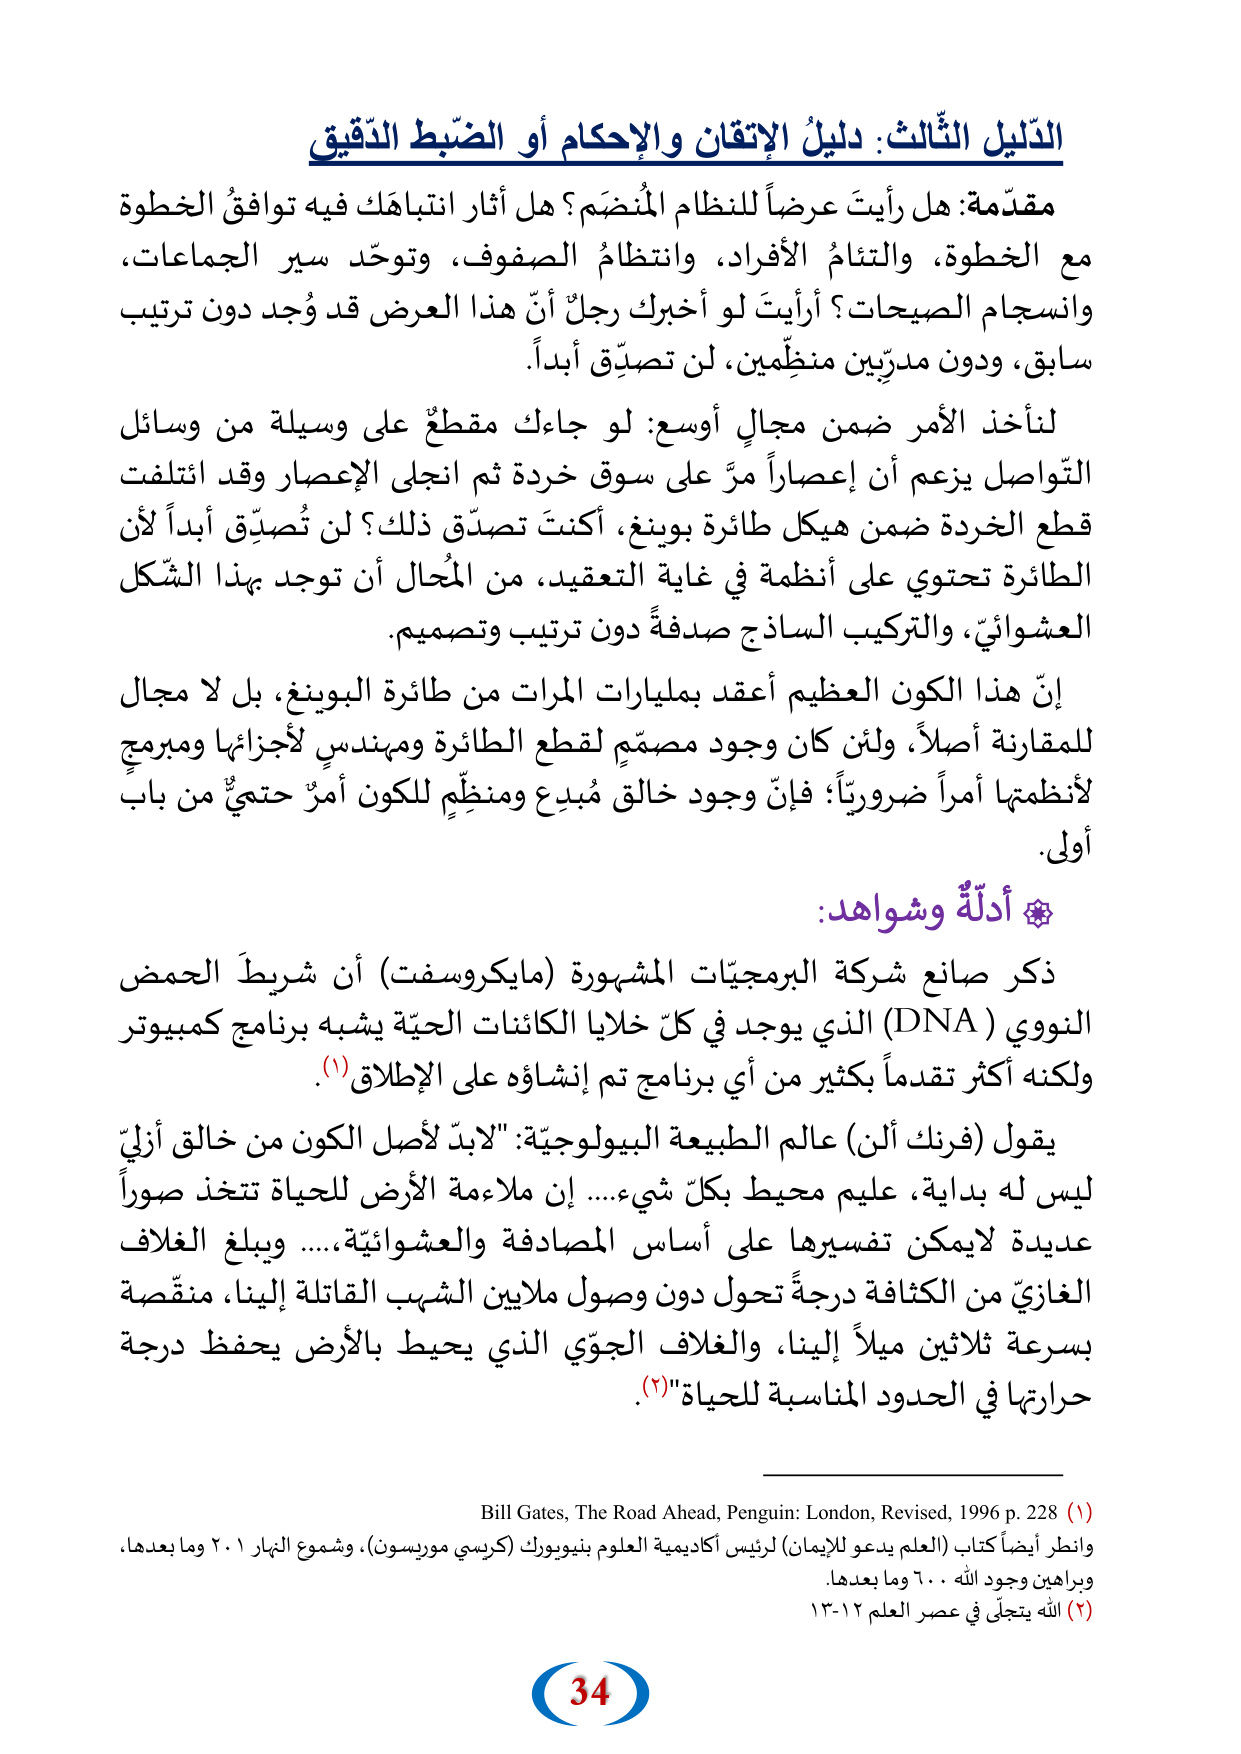 الدّليل الثّالث: دليلُ الإتقان والإحكام أو الضّبط الدّقيق
مقدّمة: هل رأيتَ عرضاً للنظام المُنضَم؟ هل أثار انتباهَك فيه توافقُ الخطوة
مع الخطوة، والتئامُ الأفراد، وانتظامُ الصفوف، وتوحّد سير الجماعات،
وانسجام الصيحات؟ أرأيتَ لو أخبرك رجلٌ أنّ هذا العرض قد وُجد دون ترتيب
سابق، ودون مدرِّبين منظِّمين، لن تصدِّق أبداً.
لنأخذ الأمر ضمن مجالٍ أوسع: لو جاءك مقطعٌ على وسيلة من وسائل
التّواصل يزعم أن إعصاراً مرَّ على سوق خردة ثم انجلى الإعصار وقد ائتلفت
قطع الخردة ضمن هيكل طائرة بوينغ، أكنتَ تصدّق ذلك؟ لن تُصدِّق أبداً لأن
الطائرة تحتوي على أنظمة في غاية التعقيد، من المُحال أن توجد بهذا الشّكل
العشوائيّ، والتركيب الساذج صدفةً دون ترتيب وتصميم.
إنّ هذا الكون العظيم أعقد بمليارات المرات من طائرة البوينغ، بل لا مجال
للمقارنة أصلاً، ولئن كان وجود مصمّمٍ لقطع الطائرة ومهندسٍ لأجزائها ومبرمجٍ
لأنظمتها أمراً ضروريّاً؛ فإنّ وجود خالق مُبدِع ومنظِّمٍ للكون أمرٌ حتميٌّ من باب
أولى.
۞ أدلّةٌ وشواهد:
ذكر صانع شركة البرمجيّات المشهورة (مايكروسفت) أن شريطَ الحمض
النووي ( DNA) الذي يوجد في كلّ خلايا الكائنات الحيّة يشبه برنامج كمبيوتر
ولكنه أكثر تقدماً بكثير من أي برنامج تم إنشاؤه على الإطلاق(١).
يقول (فرنك ألن) عالم الطبيعة البيولوجيّة: "لابدّ لأصل الكون من خالق أزليّ
ليس له بداية، عليم محيط بكلّ شيء.... إن ملاءمة الأرض للحياة تتخذ صوراً
عديدة لايمكن تفسيرها على أساس المصادفة والعشوائيّة،.... ويبلغ الغلاف
الغازيّ من الكثافة درجةً تحول دون وصول ملايين الشهب القاتلة إلينا، منقّصة
بسرعة ثلاثين ميلاً إلينا، والغلاف الجوّي الذي يحيط بالأرض يحفظ درجة
حرارتها في الحدود المناسبة للحياة"(٢).
(١) Bill Gates, The Road Ahead, Penguin: London, Revised, 1996 p. 228
وانطر أيضاً كتاب (العلم يدعو للإيمان) لرئيس أكاديمية العلوم بنيويورك (كريسي موريسون)، وشموع النهار ٢٠١ وما بعدها،
وبراهين وجود الله ٦٠٠ وما بعدها.
(٢) الله يتجلّى في عصر العلم ١٢-١٣
34